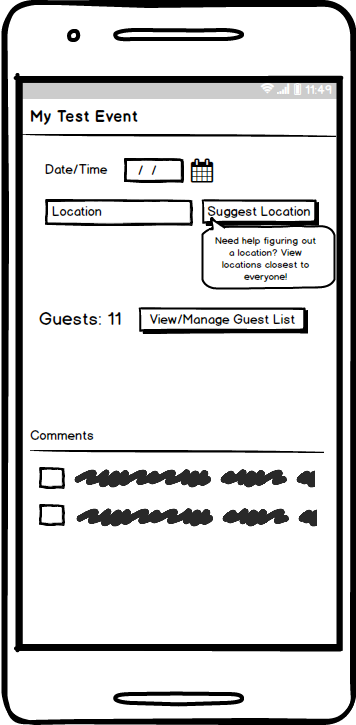 11:49
My Test Event
Date/Time / /
Location Suggest Location
Need help figuring out
a location? View
locations closest to
everyone!
Guests: 11 View/Manage Guest List
Comments